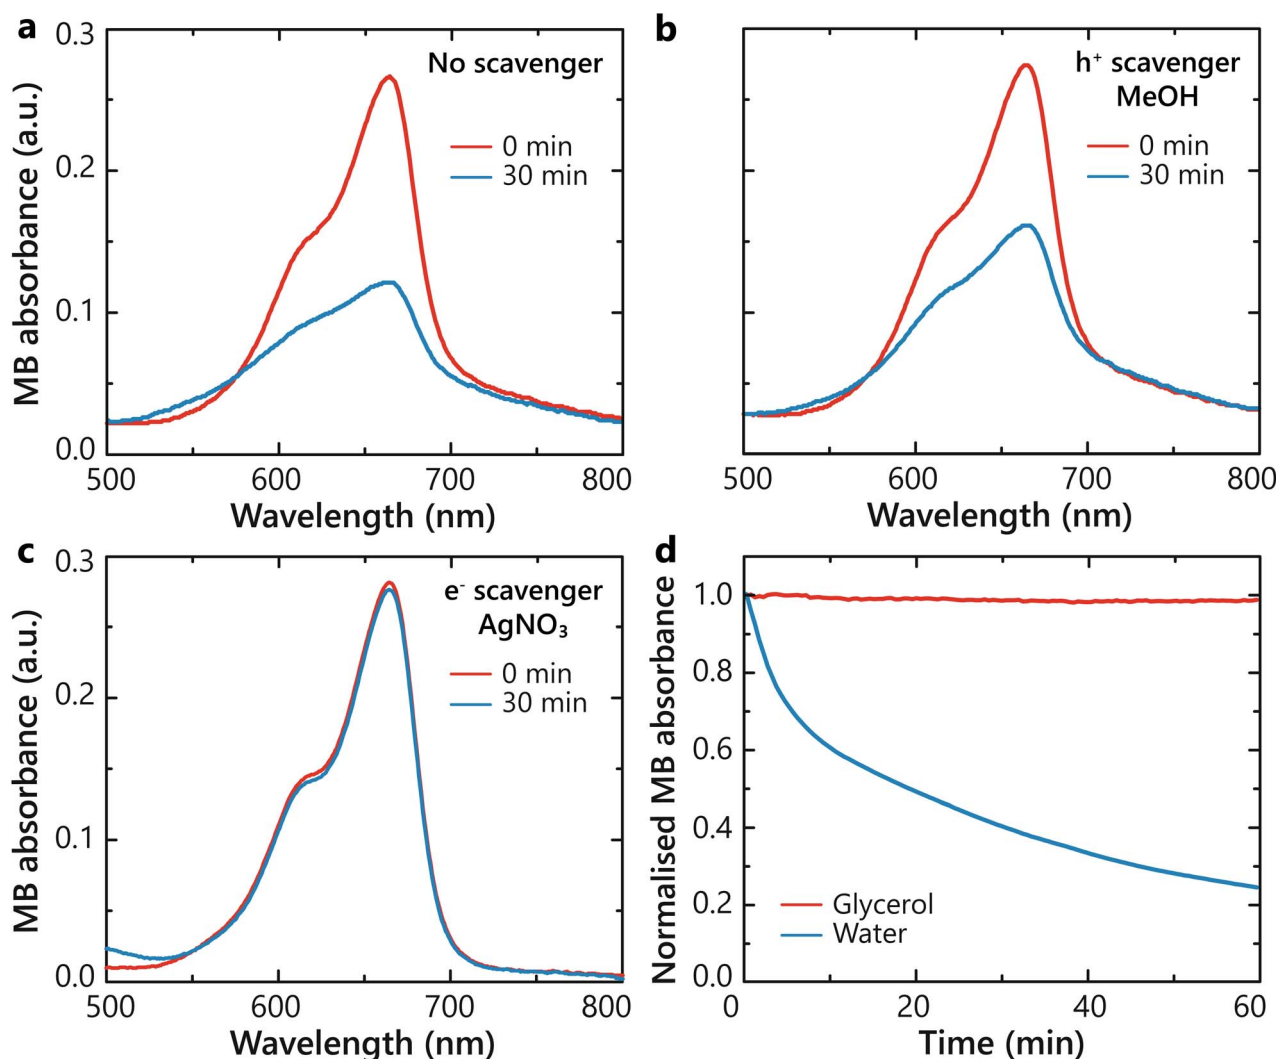 a
0.3
No scavenger
0 min
30 min
0.2
0.1
0.0
MB absorbance (a.u.)
500
600
700
800
Wavelength (nm)
b
h⁺ scavenger
MeOH
0 min
30 min
500
600
700
800
Wavelength (nm)
c
0.3
e⁻ scavenger
AgNO₃
0 min
30 min
0.2
0.1
0.0
MB absorbance (a.u.)
500
600
700
800
Wavelength (nm)
d
1.0
0.8
0.6
0.4
0.2
0.0
Normalised MB absorbance
Glycerol
Water
0
20
40
60
Time (min)